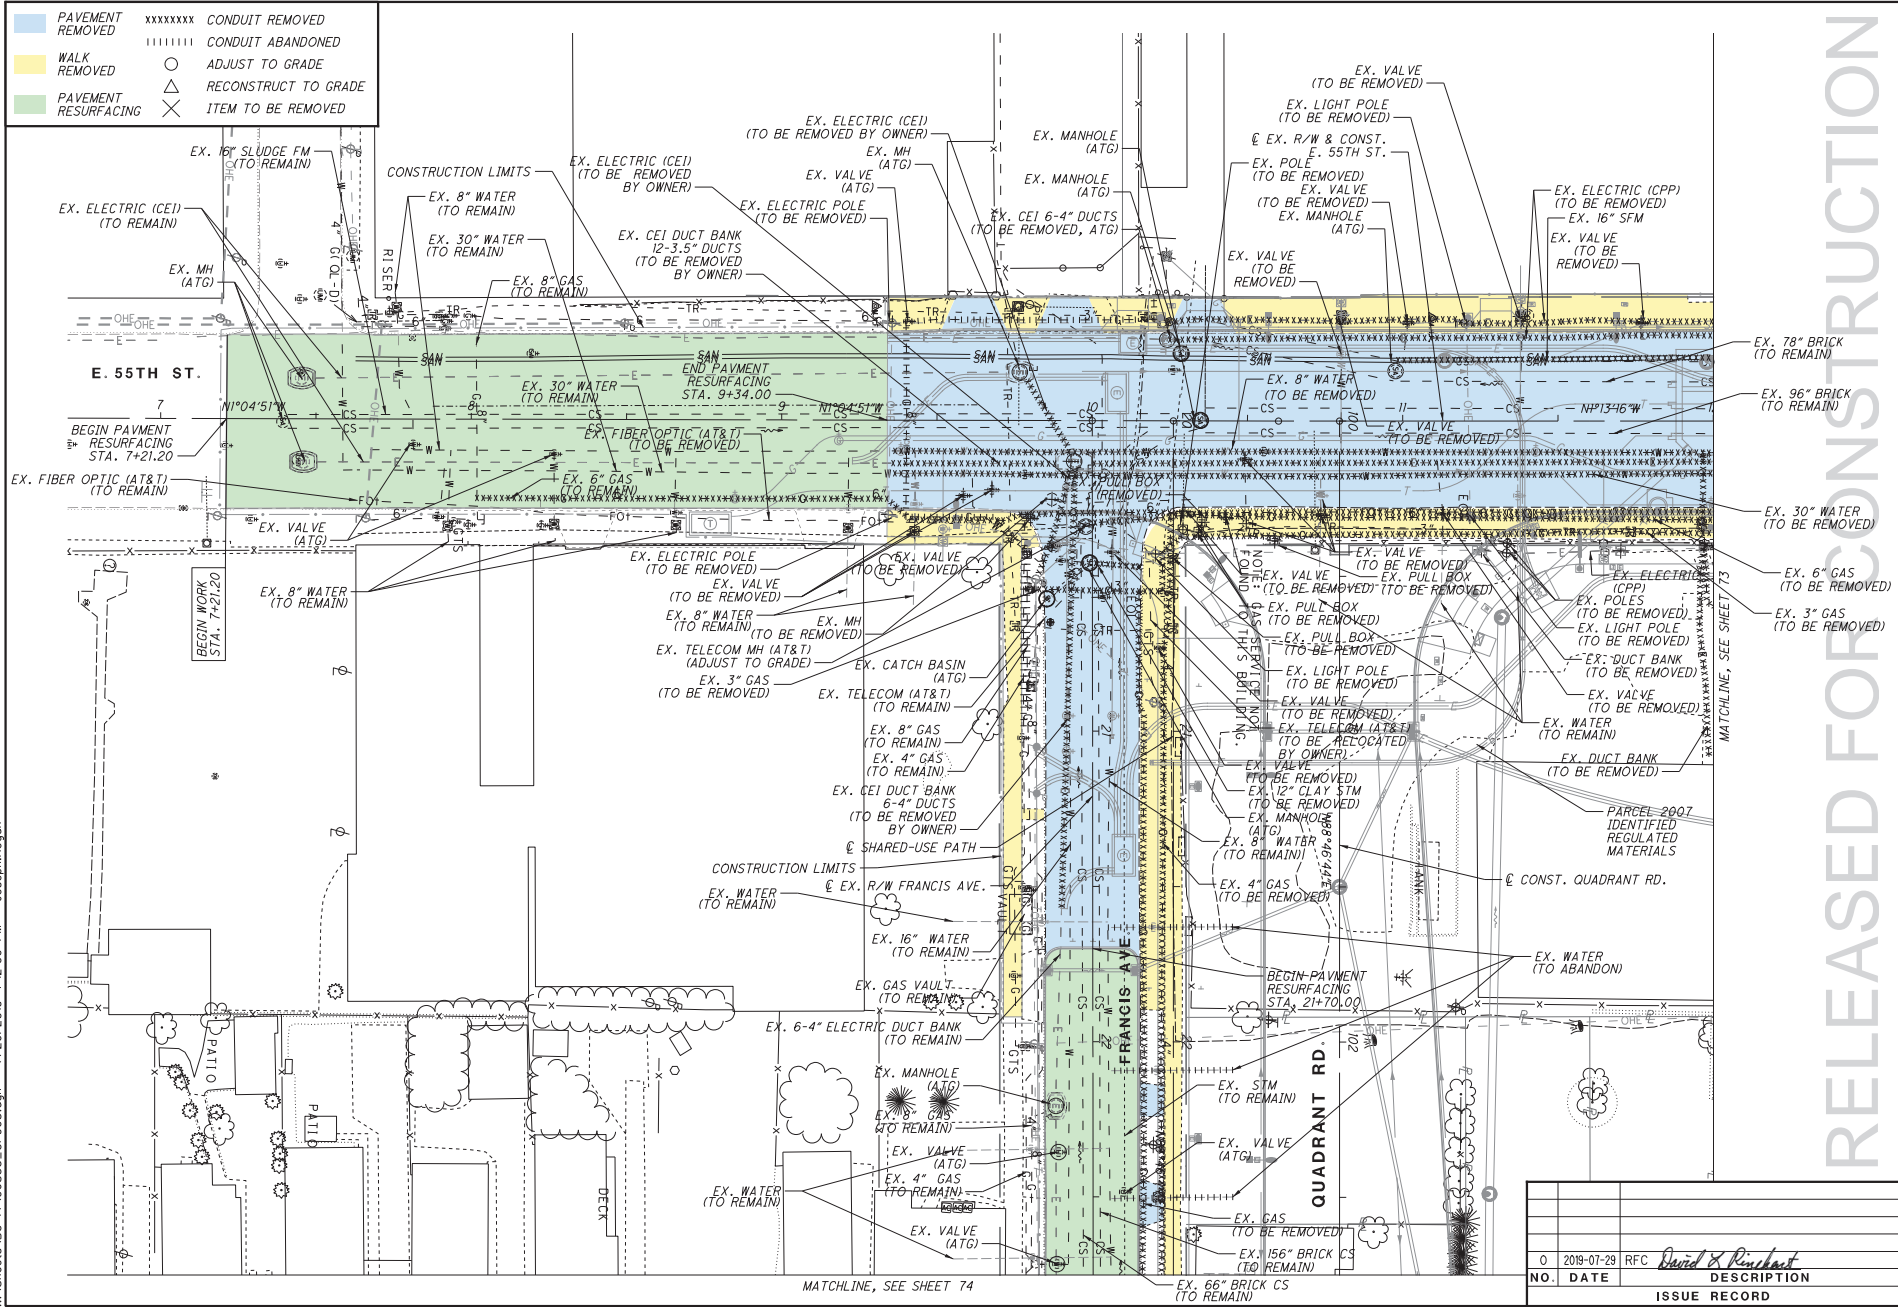 PAVEMENT
REMOVED
WALK
REMOVED
PAVEMENT
RESURFACING
CONDUIT REMOVED
CONDUIT ABANDONED
ADJUST TO GRADE
RECONSTRUCT TO GRADE
ITEM TO BE REMOVED
EX. 16" SLUDGE FM
(TO REMAIN)
CONSTRUCTION LIMITS
EX. ELECTRIC (CEI)
(TO REMAIN)
EX. 8" WATER
(TO REMAIN)
EX. 30" WATER
(TO REMAIN)
EX. MH
(ATG)
EX. 8" GAS
(TO REMAIN)
RISER
EX. ELECTRIC (CEI)
(TO BE REMOVED
BY OWNER)
EX. ELECTRIC (CEI)
(TO BE REMOVED BY OWNER)
EX. MH
(ATG)
EX. VALVE
(ATG)
EX. ELECTRIC POLE
(TO BE REMOVED)
EX. CEI DUCT BANK
12-3.5" DUCTS
(TO BE REMOVED
BY OWNER)
EX. MANHOLE
(ATG)
EX. MANHOLE
(ATG)
EX. CEI 6-4" DUCTS
(TO BE REMOVED, ATG)
EX. VALVE
(TO BE REMOVED)
EX. LIGHT POLE
(TO BE REMOVED)
℄ EX. R/W & CONST.
E. 55TH ST.
EX. POLE
(TO BE REMOVED)
EX. VALVE
(TO BE REMOVED)
EX. MANHOLE
(ATG)
EX. VALVE
(TO BE
REMOVED)
EX. ELECTRIC (CPP)
(TO BE REMOVED)
EX. 16" SFM
EX. VALVE
(TO BE
REMOVED)
E. 55TH ST.
7
8
9
10
11
N1°04'51"W
N1°04'51"W
N1°13'16"W
BEGIN PAVMENT
RESURFACING
STA. 7+21.20
END PAVMENT
RESURFACING
STA. 9+34.00
EX. 30" WATER
(TO REMAIN)
EX. FIBER OPTIC (AT&T)
(TO BE REMOVED)
EX. 6" GAS
(TO REMAIN)
EX. FIBER OPTIC (AT&T)
(TO REMAIN)
EX. 8" WATER
(TO BE REMOVED)
EX. VALVE
(TO BE REMOVED)
EX. PULL BOX
(REMOVED)
EX. 78" BRICK
(TO REMAIN)
EX. 96" BRICK
(TO REMAIN)
EX. 30" WATER
(TO BE REMOVED)
EX. 6" GAS
(TO BE REMOVED)
EX. 3" GAS
(TO BE REMOVED)
EX. VALVE
(ATG)
BEGIN WORK
STA. 7+21.20
EX. 8" WATER
(TO REMAIN)
EX. ELECTRIC POLE
(TO BE REMOVED)
EX. VALVE
(TO BE REMOVED)
EX. VALVE
(TO BE REMOVED)
EX. 8" WATER
(TO REMAIN)
EX. MH
(TO BE REMOVED)
EX. TELECOM MH (AT&T)
(ADJUST TO GRADE)
EX. 3" GAS
(TO BE REMOVED)
EX. CATCH BASIN
(ATG)
EX. TELECOM (AT&T)
(TO REMAIN)
EX. 8" GAS
(TO REMAIN)
EX. 4" GAS
(TO REMAIN)
EX. CEI DUCT BANK
6-4" DUCTS
(TO BE REMOVED
BY OWNER)
℄ SHARED-USE PATH
CONSTRUCTION LIMITS
℄ EX. R/W FRANCIS AVE.
EX. WATER
(TO REMAIN)
EX. 16" WATER
(TO REMAIN)
EX. GAS VAULT
(TO REMAIN)
EX. 6-4" ELECTRIC DUCT BANK
(TO REMAIN)
EX. MANHOLE
(ATG)
EX. 8" GAS
(TO REMAIN)
EX. VALVE
(ATG)
EX. 4" GAS
(TO REMAIN)
EX. WATER
(TO REMAIN)
EX. VALVE
(ATG)
NOTE: GAS SERVICE NOT
FOUND TO THIS BUILDING.
EX. VALVE
(TO BE REMOVED)
EX. VALVE
(TO BE REMOVED)
EX. PULL BOX
(TO BE REMOVED)
EX. PULL BOX
(TO BE REMOVED)
EX. PULL BOX
(TO BE REMOVED)
EX. LIGHT POLE
(TO BE REMOVED)
EX. VALVE
(TO BE REMOVED)
EX. TELECOM (AT&T)
(TO BE RELOCATED
BY OWNER)
EX. VALVE
(TO BE REMOVED)
EX. 12" CLAY STM
(TO BE REMOVED)
EX. MANHOLE
(ATG)
EX. 8" WATER
(TO REMAIN)
EX. 4" GAS
(TO BE REMOVED)
EX. ELECTRIC
(CPP)
EX. POLES
(TO BE REMOVED)
EX. LIGHT POLE
(TO BE REMOVED)
EX. DUCT BANK
(TO BE REMOVED)
EX. VALVE
(TO BE REMOVED)
EX. WATER
(TO REMAIN)
EX. DUCT BANK
(TO BE REMOVED)
PARCEL 2007
IDENTIFIED
REGULATED
MATERIALS
℄ CONST. QUADRANT RD.
MATCHLINE, SEE SHEET 73
BEGIN PAVMENT
RESURFACING
STA. 21+70.00
EX. WATER
(TO ABANDON)
EX. STM
(TO REMAIN)
EX. VALVE
(ATG)
EX. GAS
(TO BE REMOVED)
EX. 156" BRICK CS
(TO REMAIN)
EX. 66" BRICK CS
(TO REMAIN)
FRANCIS AVE.
QUADRANT RD.
PATIO
PATIO
DECK
MATCHLINE, SEE SHEET 74
RELEASED FOR CONSTRUCTION
0 2019-07-29 RFC David L Rinehart
NO. DATE DESCRIPTION
ISSUE RECORD